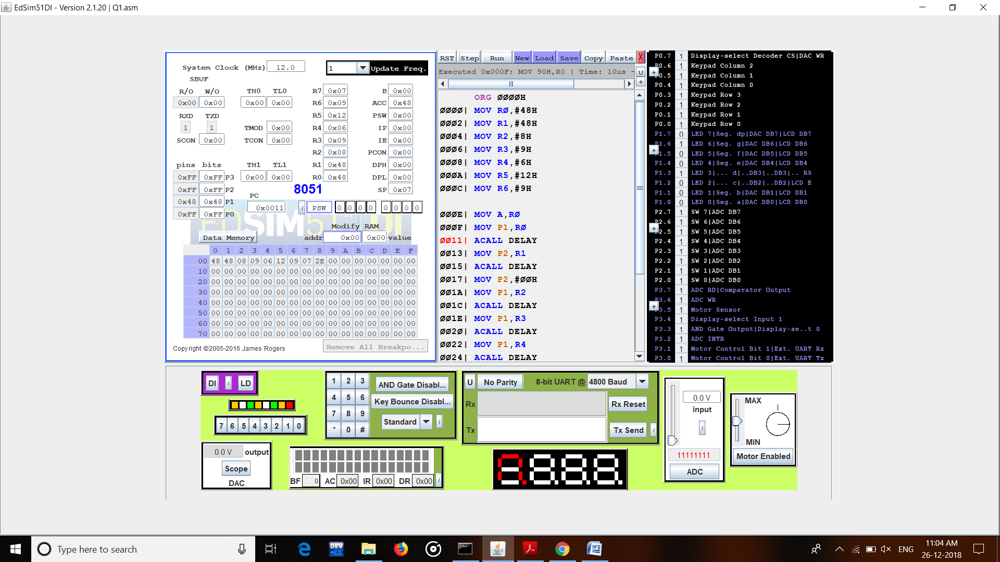 EdSim51DI - Version 2.1.20 | Q1.asm
System Clock (MHz) 12.0 1 Update Freq.
SBUF
R/O W/O TH0 TL0 R7 0x07 B 0x00
0x00 0x00 0x00 0x00 R6 0x09 ACC 0x48
RXD TXD R5 0x12 PSW 0x00
1 1 TMOD 0x00 R4 0x06 IP 0x00
SCON 0x00 TCON 0x00 R3 0x09 IE 0x00
R2 0x08 PCON 0x00
pins bits TH1 TL1 R1 0x48 DPH 0x00
0xFF 0xFF P3 0x00 0x00 R0 0x48 DPL 0x00
0xFF 0xFF P2 8051 SP 0x07
PC
0x48 0x48 P1 0x0011 i PSW 0 0 0 0 0 0 0 0
0xFF 0xFF P0
EDSIM51DI
Modify RAM
Data Memory addr 0x00 0x00 value
0 1 2 3 4 5 6 7 8 9 A B C D E F
00 48 48 08 09 06 12 09 07 2E 00 00 00 00 00 00 00
10 00 00 00 00 00 00 00 00 00 00 00 00 00 00 00 00
20 00 00 00 00 00 00 00 00 00 00 00 00 00 00 00 00
30 00 00 00 00 00 00 00 00 00 00 00 00 00 00 00 00
40 00 00 00 00 00 00 00 00 00 00 00 00 00 00 00 00
50 00 00 00 00 00 00 00 00 00 00 00 00 00 00 00 00
60 00 00 00 00 00 00 00 00 00 00 00 00 00 00 00 00
70 00 00 00 00 00 00 00 00 00 00 00 00 00 00 00 00
Copyright ©2005-2016 James Rogers Remove All Breakpo...
RST Step Run New Load Save Copy Paste X
Executed 0x000F: MOV 90H,R0 | Time: 10us - U
+
ORG 0000H
0000| MOV R0,#48H
0002| MOV R1,#48H
0004| MOV R2,#8H
0006| MOV R3,#9H
0008| MOV R4,#6H
000A| MOV R5,#12H
000C| MOV R6,#9H
000E| MOV A,R0
000F| MOV P1,R0
0011| ACALL DELAY
0013| MOV P2,R1
0015| ACALL DELAY
0017| MOV P2,#00H
001A| MOV P1,R2
001C| ACALL DELAY
001E| MOV P1,R3
0020| ACALL DELAY
0022| MOV P1,R4
0024| ACALL DELAY
P0.7 1 Display-select Decoder CS|DAC WR
P0.6 1 Keypad Column 2
+ P0.5 1 Keypad Column 1
P0.4 1 Keypad Column 0
P0.3 1 Keypad Row 3
P0.2 1 Keypad Row 2
P0.1 1 Keypad Row 1
P0.0 1 Keypad Row 0
P1.7 0 LED 7|Seg. dp|DAC DB7|LCD DB7
P1.6 1 LED 6|Seg. g|DAC DB6|LCD DB6
+ P1.5 0 LED 5|Seg. f|DAC DB5|LCD DB5
P1.4 0 LED 4|Seg. e|DAC DB4|LCD DB4
P1.3 1 LED 3|... d|..DB3|..DB3|.. RS
P1.2 0 LED 2|... c|..DB2|..DB2|LCD E
P1.1 0 LED 1|Seg. b|DAC DB1|LCD DB1
P1.0 0 LED 0|Seg. a|DAC DB0|LCD DB0
P2.7 1 SW 7|ADC DB7
P2.6 1 SW 6|ADC DB6
+ P2.5 1 SW 5|ADC DB5
P2.4 1 SW 4|ADC DB4
P2.3 1 SW 3|ADC DB3
P2.2 1 SW 2|ADC DB2
P2.1 1 SW 1|ADC DB1
P2.0 1 SW 0|ADC DB0
P3.7 1 ADC RD|Comparator Output
P3.6 1 ADC WR
+ P3.5 1 Motor Sensor
P3.4 1 Display-select Input 1
P3.3 1 AND Gate Output|Display-se..t 0
P3.2 1 ADC INTR
P3.1 1 Motor Control Bit 1|Ext. UART Rx
P3.0 1 Motor Control Bit 0|Ext. UART Tx
DI i LD
7 6 5 4 3 2 1 0
0.0 V output
Scope
DAC
1 2 3 AND Gate Disabl...
4 5 6 Key Bounce Disabl...
7 8 9 Standard i
* 0 #
BF 0 AC 0x00 IR 0x00 DR 0x00 i
U No Parity 8-bit UART @ 4800 Baud
Rx Rx Reset
Tx Tx Send i
8.8.8.8.
0.0 V
input
i
11111111
ADC
MAX
MIN
Motor Enabled
Type here to search
DEV C++
ENG 11:04 AM
26-12-2018